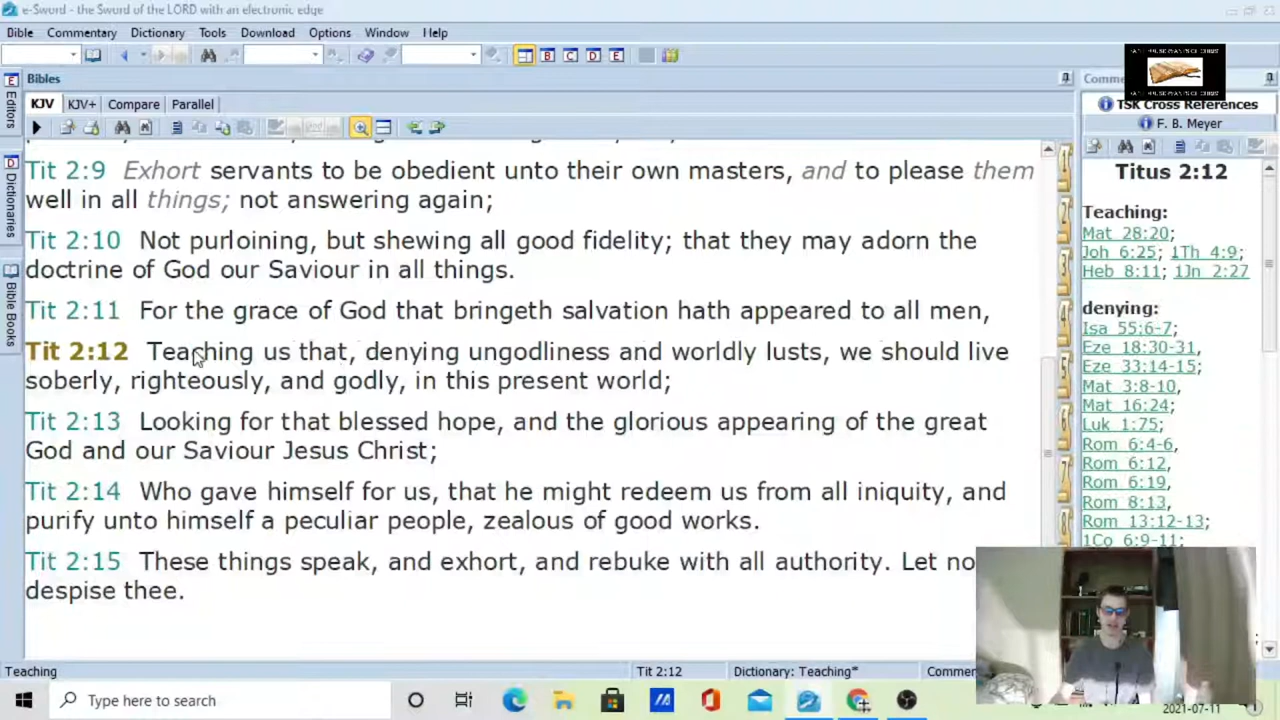 e-Sword - the Sword of the LORD with an electronic edge
Bible Commentary Dictionary Tools Download Options Window Help
B C D E
Bibles
KJV KJV+ Compare Parallel
Tit 2:9 Exhort servants to be obedient unto their own masters, and to please them
well in all things; not answering again;
Tit 2:10 Not purloining, but shewing all good fidelity; that they may adorn the
doctrine of God our Saviour in all things.
Tit 2:11 For the grace of God that bringeth salvation hath appeared to all men,
Tit 2:12 Teaching us that, denying ungodliness and worldly lusts, we should live
soberly, righteously, and godly, in this present world;
Tit 2:13 Looking for that blessed hope, and the glorious appearing of the great
God and our Saviour Jesus Christ;
Tit 2:14 Who gave himself for us, that he might redeem us from all iniquity, and
purify unto himself a peculiar people, zealous of good works.
Tit 2:15 These things speak, and exhort, and rebuke with all authority. Let no
despise thee.
Editors
Dictionaries
Bible Books
Comme
TSK Cross References
F. B. Meyer
Titus 2:12
Teaching:
Mat 28:20;
Joh 6:25; 1Th 4:9;
Heb 8:11; 1Jn 2:27
denying:
Isa 55:6-7;
Eze 18:30-31,
Eze 33:14-15;
Mat 3:8-10,
Mat 16:24;
Luk 1:75;
Rom 6:4-6,
Rom 6:12,
Rom 6:19,
Rom 8:13,
Rom 13:12-13;
1Co 6:9-11;
Teaching Tit 2:12 Dictionary: Teaching* Commen
Type here to search
2021-07-11